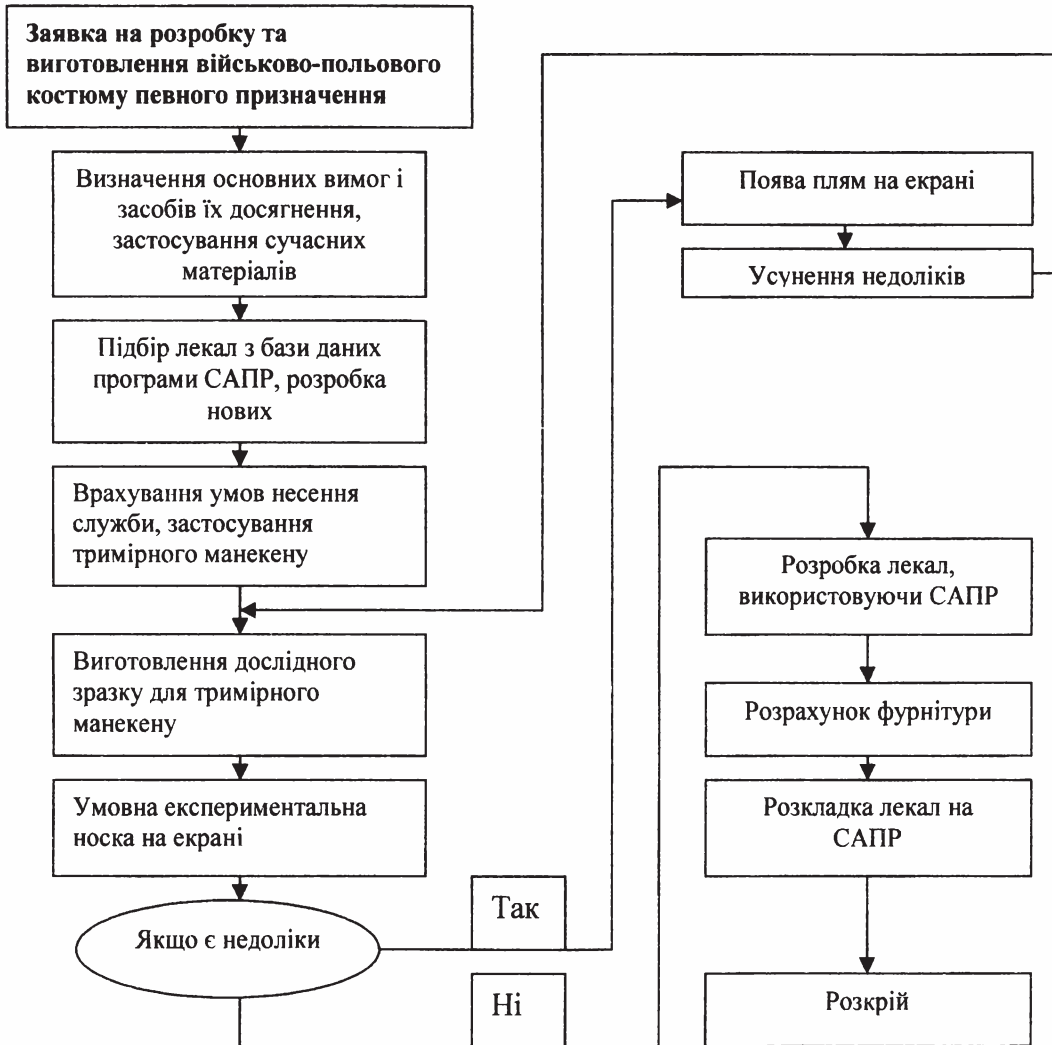 Заявка на розробку та
виготовлення військово-польового
костюму певного призначення
Визначення основних вимог і
засобів їх досягнення,
застосування сучасних
матеріалів
Підбір лекал з бази даних
програми САПР, розробка
нових
Врахування умов несення
служби, застосування
тримірного манекену
Виготовлення дослідного
зразку для тримірного
манекену
Умовна експериментальна
носка на екрані
Якщо є недоліки
Так
Ні
Поява плям на екрані
Усунення недоліків
Розробка лекал,
використовуючи САПР
Розрахунок фурнітури
Розкладка лекал на
САПР
Розкрій